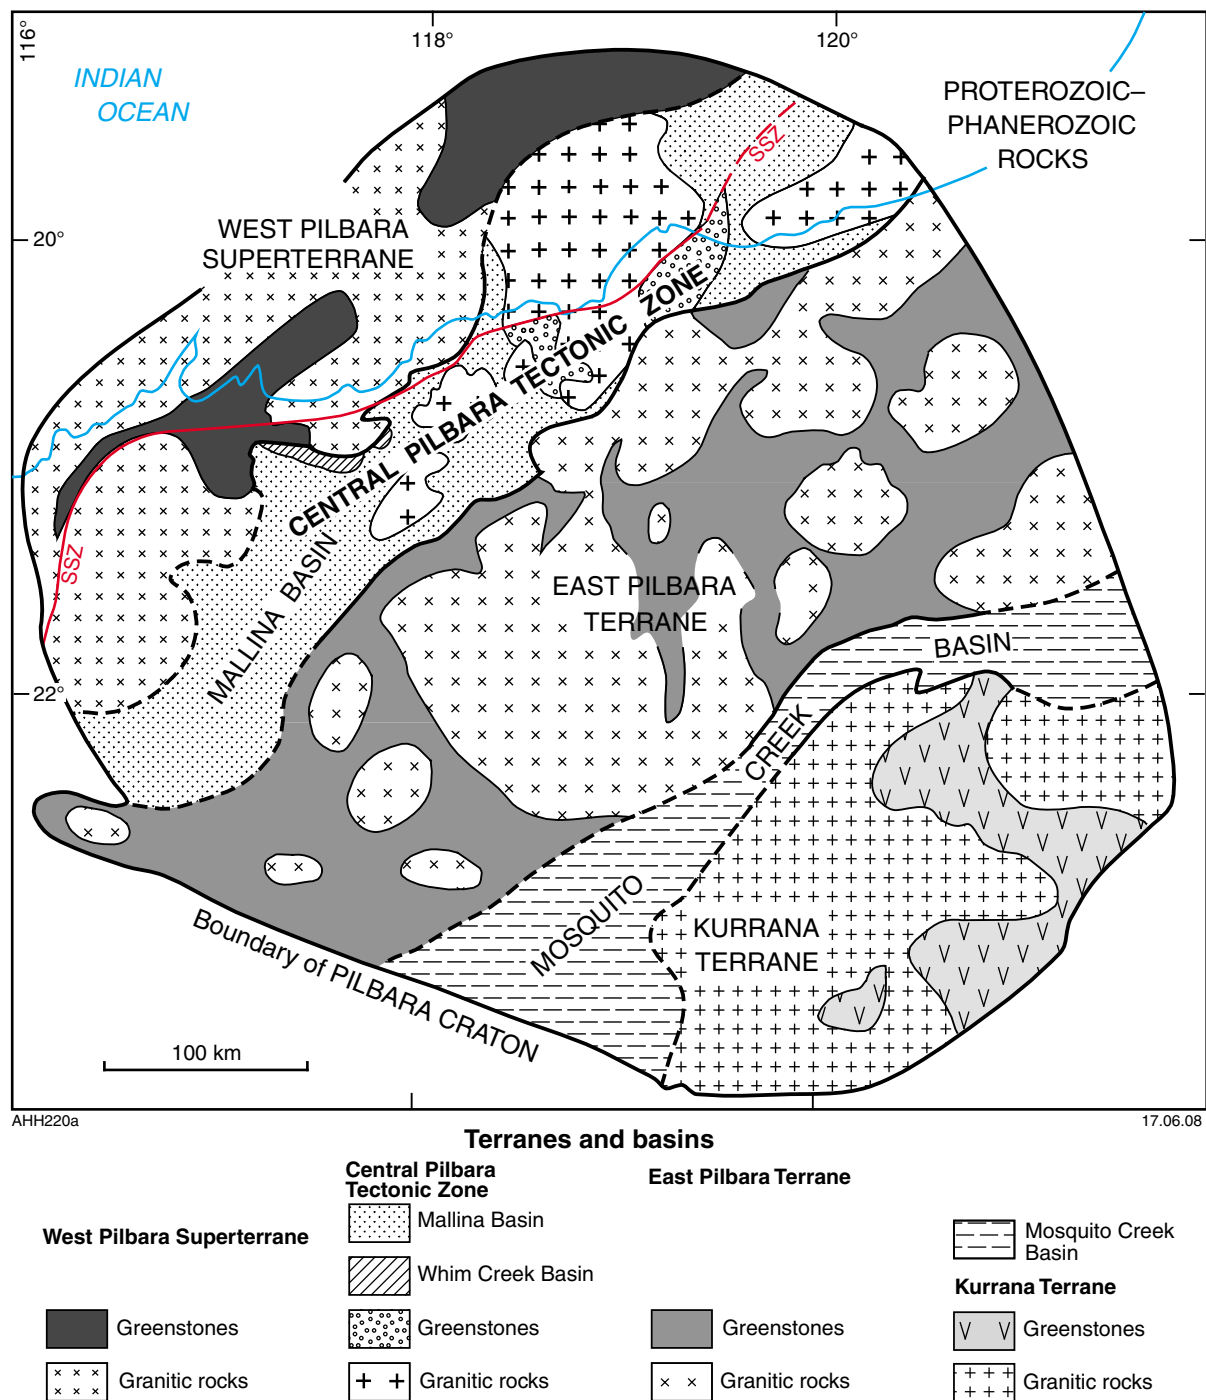 116°
118°
120°
INDIAN
OCEAN
PROTEROZOIC–
PHANEROZOIC
ROCKS
SSZ
WEST PILBARA
SUPERTERRANE
20°
CENTRAL PILBARA TECTONIC ZONE
SSZ
MALLINA BASIN
EAST PILBARA
TERRANE
BASIN
22°
CREEK
MOSQUITO
KURRANA
TERRANE
Boundary of PILBARA CRATON
100 km
AHH220a
17.06.08
Terranes and basins
Central Pilbara
Tectonic Zone
East Pilbara Terrane
Mallina Basin
West Pilbara Superterrane
Mosquito Creek
Basin
Whim Creek Basin
Kurrana Terrane
Greenstones
Greenstones
Greenstones
Greenstones
Granitic rocks
Granitic rocks
Granitic rocks
Granitic rocks